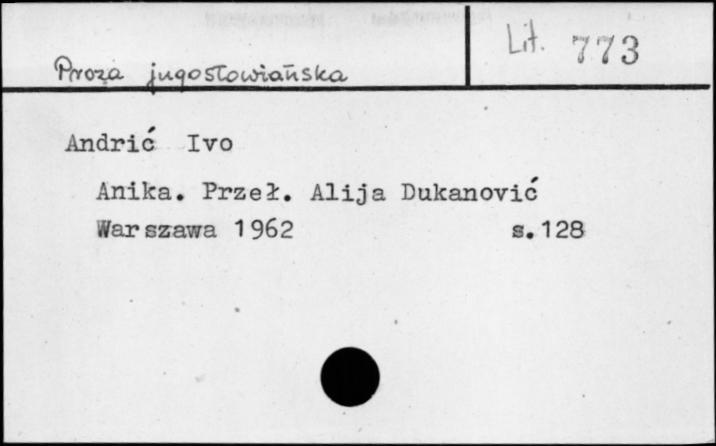 Proza jugosłowiańska
Lit. 773
Andrić Ivo
Anika. Przeł. Alija Dukanović
Warszawa 1962 s.128